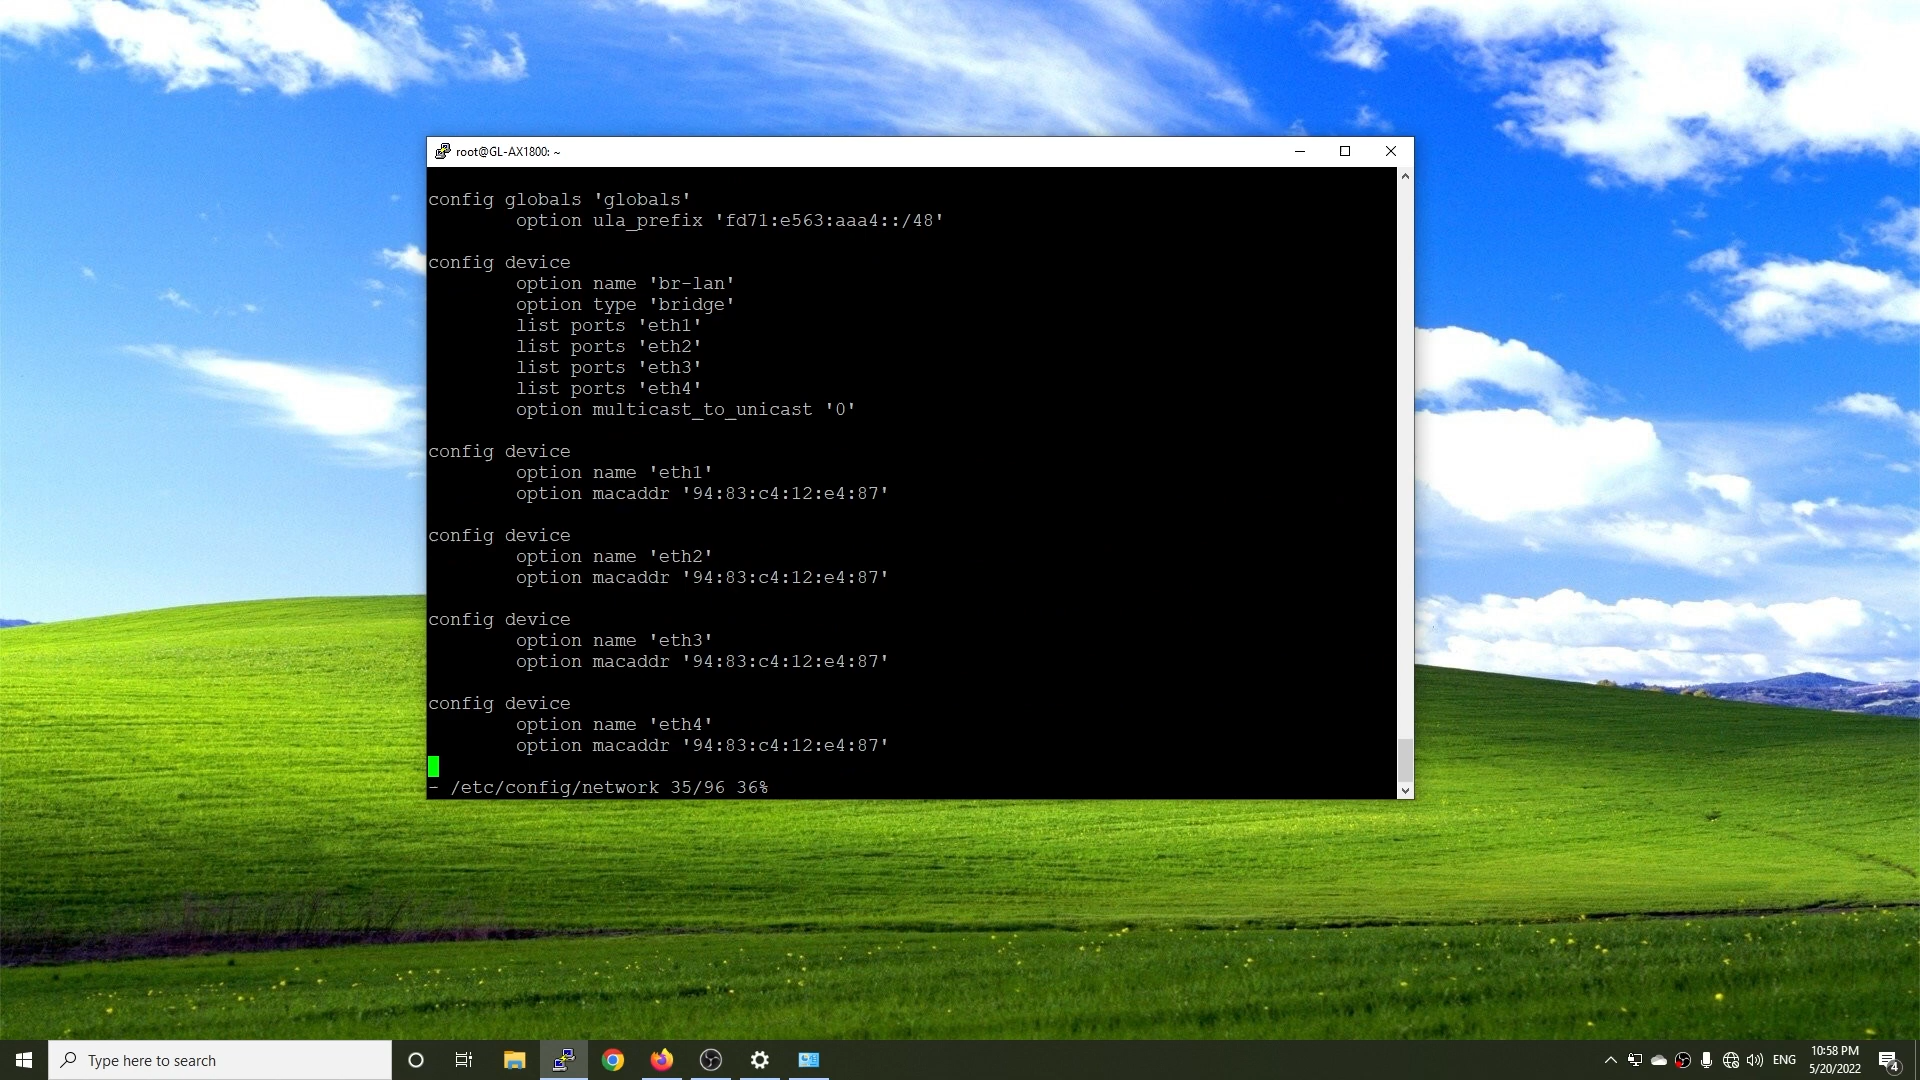 root@GL-AX1800: ~
config globals 'globals'
option ula_prefix 'fd71:e563:aaa4::/48'
config device
option name 'br-lan'
option type 'bridge'
list ports 'eth1'
list ports 'eth2'
list ports 'eth3'
list ports 'eth4'
option multicast_to_unicast '0'
config device
option name 'eth1'
option macaddr '94:83:c4:12:e4:87'
config device
option name 'eth2'
option macaddr '94:83:c4:12:e4:87'
config device
option name 'eth3'
option macaddr '94:83:c4:12:e4:87'
config device
option name 'eth4'
option macaddr '94:83:c4:12:e4:87'
- /etc/config/network 35/96 36%
Type here to search
ENG
10:58 PM
5/20/2022
4